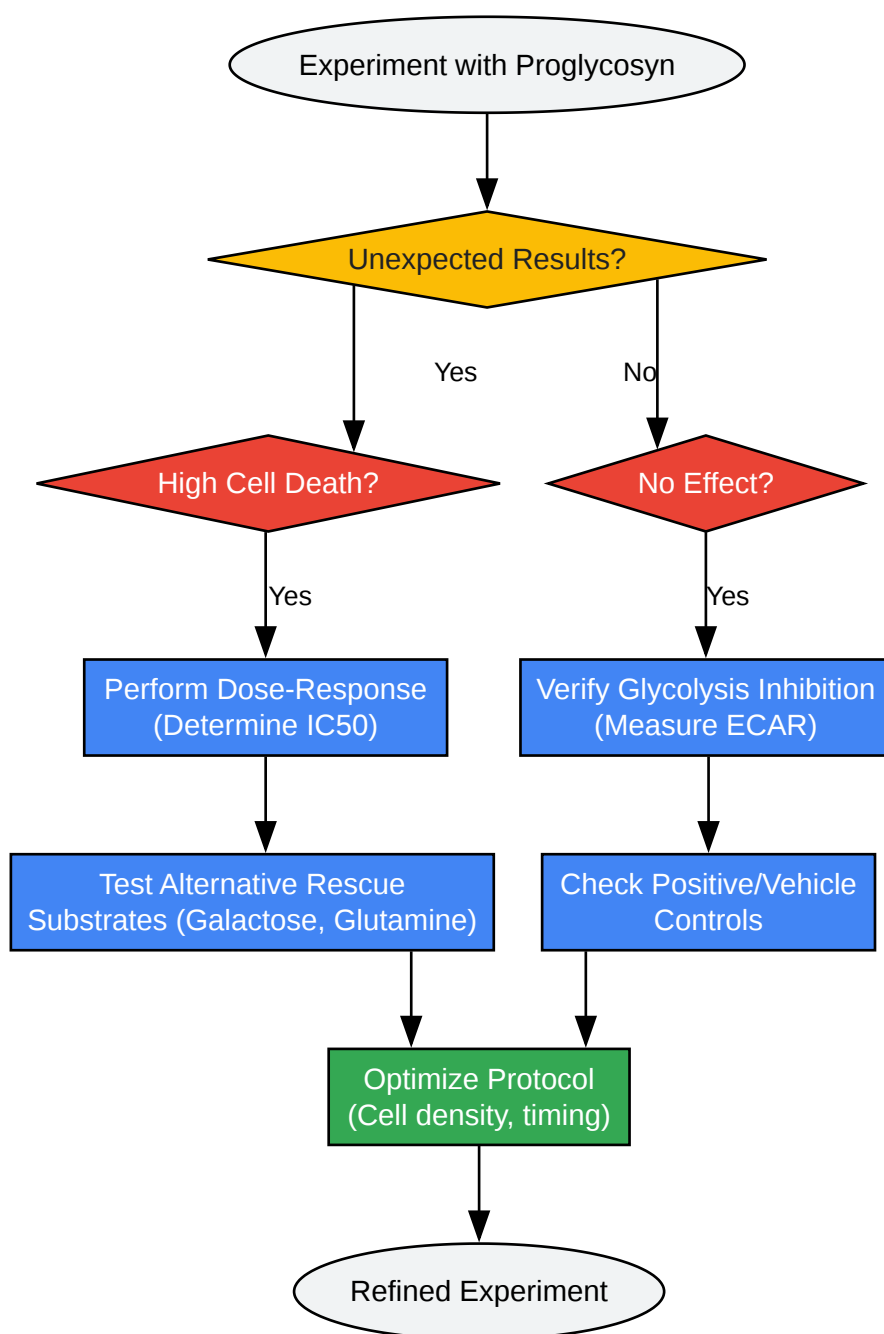 Experiment with Proglycosyn
Unexpected Results?
Yes
No
High Cell Death?
No Effect?
Yes
Yes
Perform Dose-Response
(Determine IC50)
Verify Glycolysis Inhibition
(Measure ECAR)
Test Alternative Rescue
Substrates (Galactose, Glutamine)
Check Positive/Vehicle
Controls
Optimize Protocol
(Cell density, timing)
Refined Experiment